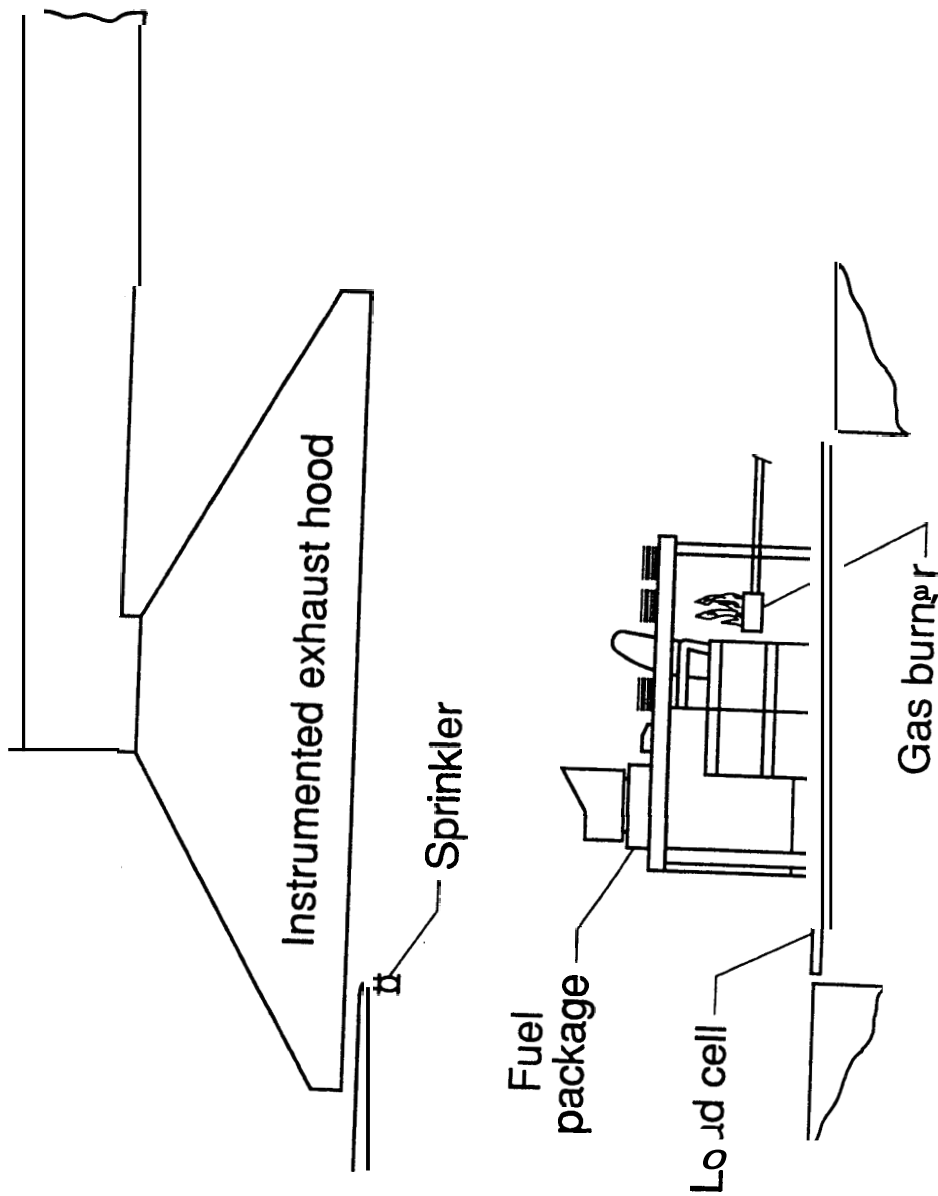 Instrumented exhaust hood
Sprinkler
Fuel
package
Load cell
Gas burner